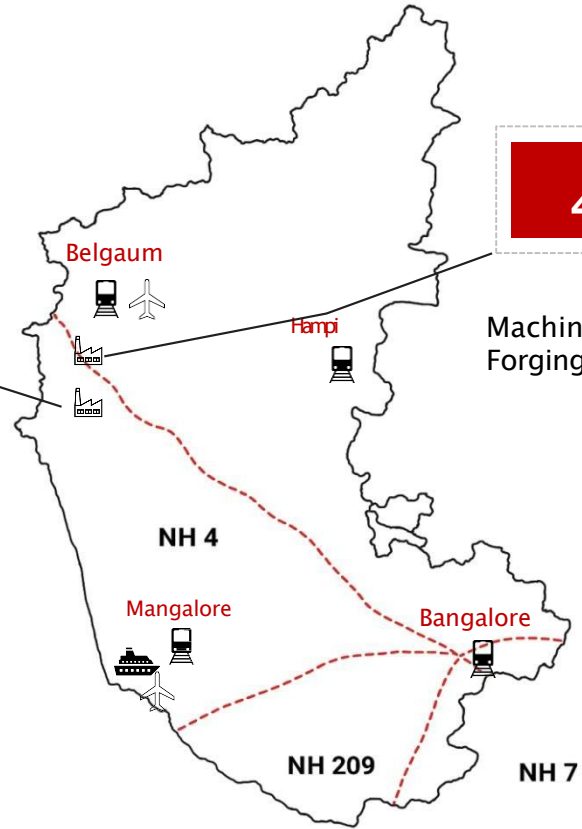 Belgaum
Hampi
Machin
Forging
NH 4
Mangalore
Bangalore
NH 209
NH 7